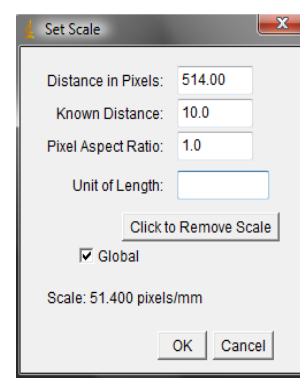 Set Scale
Distance in Pixels: 514.00
Known Distance: 10.0
Pixel Aspect Ratio: 1.0
Unit of Length:
Click to Remove Scale
Global
Scale: 51.400 pixels/mm
OK Cancel